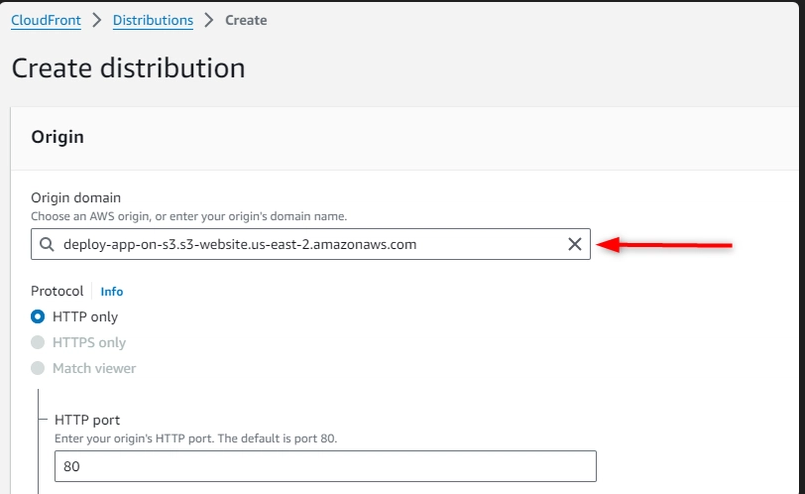 CloudFront > Distributions > Create
Create distribution
Origin
Origin domain
Choose an AWS origin, or enter your origin's domain name.
deploy-app-on-s3.s3-website.us-east-2.amazonaws.com
Protocol Info
HTTP only
HTTPS only
Match viewer
HTTP port
Enter your origin's HTTP port. The default is port 80.
80